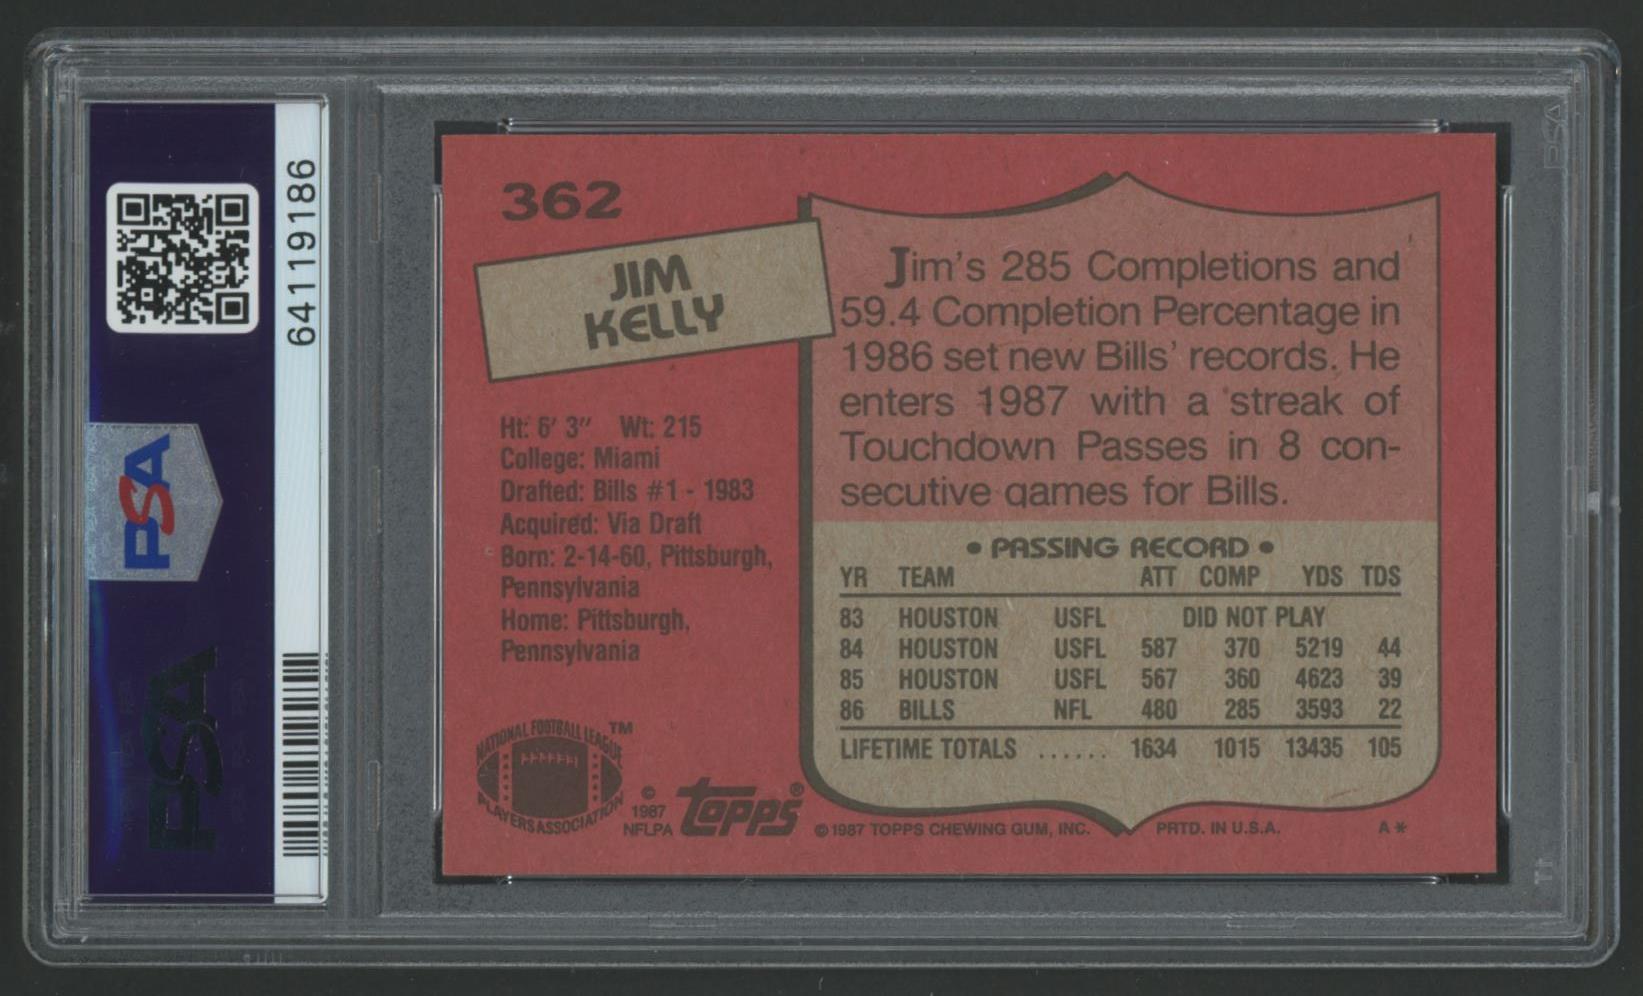 64119186
PSA
PSA
362
JIM
KELLY
Ht: 6' 3" Wt: 215
College: Miami
Drafted: Bills #1 - 1983
Acquired: Via Draft
Born: 2-14-60, Pittsburgh,
Pennsylvania
Home: Pittsburgh,
Pennsylvania
NATIONAL FOOTBALL LEAGUE ™
PLAYERS ASSOCIATION
© 1987 NFLPA
topps®
Jim's 285 Completions and
59.4 Completion Percentage in
1986 set new Bills' records. He
enters 1987 with a streak of
Touchdown Passes in 8 con-
secutive games for Bills.
• PASSING RECORD •
YR TEAM ATT COMP YDS TDS
83 HOUSTON USFL DID NOT PLAY
84 HOUSTON USFL 587 370 5219 44
85 HOUSTON USFL 567 360 4623 39
86 BILLS NFL 480 285 3593 22
LIFETIME TOTALS ...... 1634 1015 13435 105
© 1987 TOPPS CHEWING GUM, INC. PRTD. IN U.S.A. A *
PSA